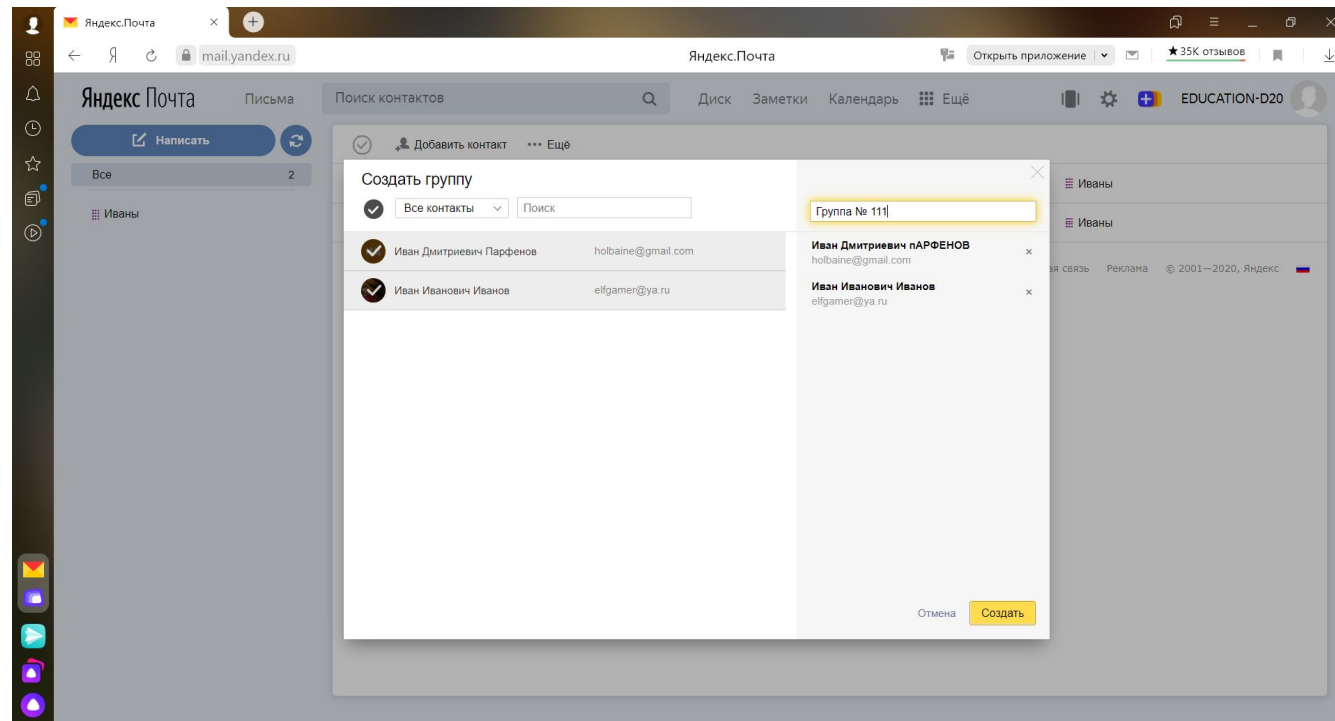 Яндекс.Почта
mail.yandex.ru
Яндекс.Почта
Открыть приложение
★ 35K отзывов
Яндекс Почта
Письма
Поиск контактов
Диск
Заметки
Календарь
Ещё
EDUCATION-D20
Написать
Добавить контакт
••• Ещё
Все 2
Иваны
Создать группу
Все контакты
Поиск
Группа № 111
Иван Дмитриевич Парфенов holbaine@gmail.com
Иван Иванович Иванов elfgamer@ya.ru
Иван Дмитриевич пАРФЕНОВ
holbaine@gmail.com
Иван Иванович Иванов
elfgamer@ya.ru
Отмена
Создать
Иваны
Иваны
ая связь Реклама © 2001—2020, Яндекс